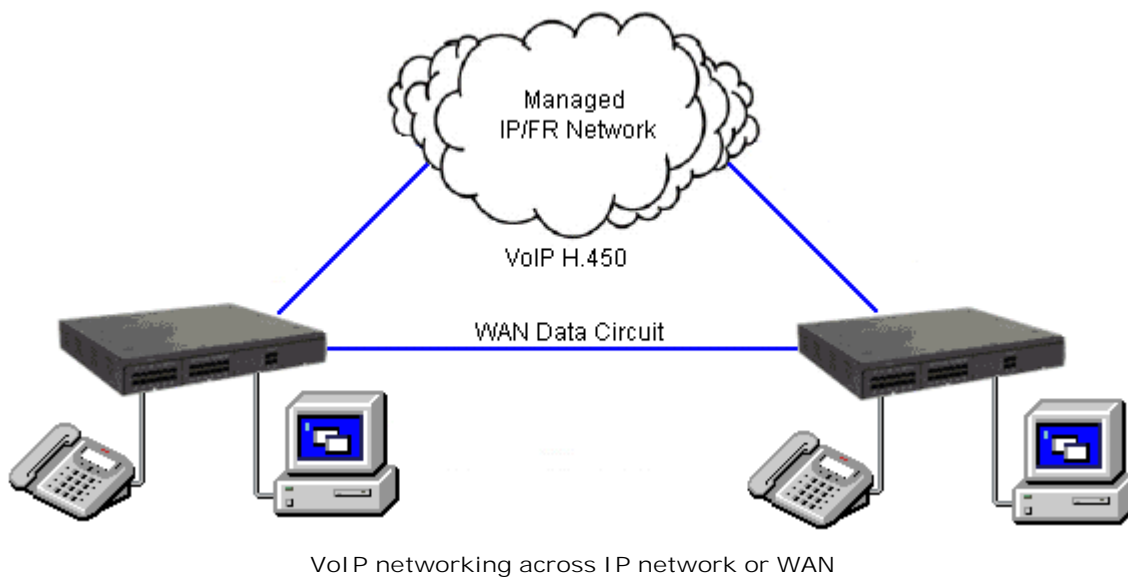 Managed
IP/FR Network
VoIP H.450
WAN Data Circuit
VoIP networking across IP network or WAN